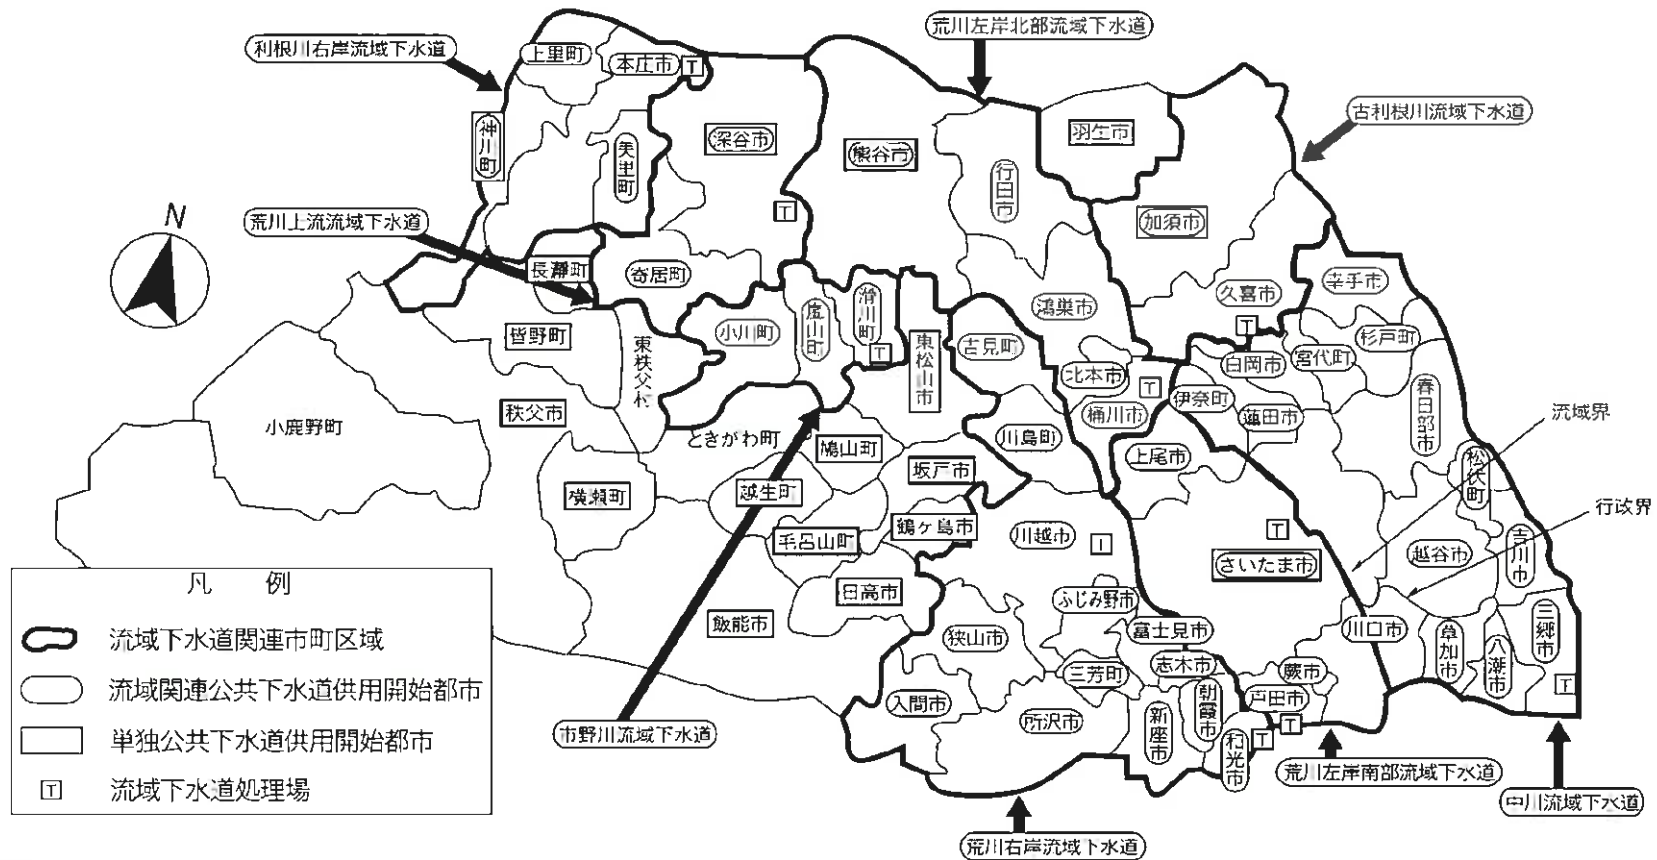 荒川左岸北部流域下水道
利根川右岸流域下水道
上里町
本庄市
T
古利根川流域下水道
神川町
美里町
深谷市
熊谷市
行田市
羽生市
N
荒川上流流域下水道
T
加須市
長瀞町
寄居町
幸手市
久喜市
鴻巣市
小川町
嵐山町
滑川町
T
皆野町
東秩父村
東松山市
吉見町
T
杉戸町
宮代町
白岡市
北本市
T
伊奈町
春日部市
秩父市
小鹿野町
ときがわ町
桶川市
蓮田市
流域界
鳩山町
川島町
上尾市
松伏町
坂戸市
横瀬町
越生町
行政界
鶴ヶ島市
毛呂山町
川越市
T
T
越谷市
吉川市
さいたま市
日高市
ふじみ野市
飯能市
狭山市
富士見市
川口市
草加市
八潮市
三郷市
志木市
三芳町
蕨市
戸田市
T
入間市
所沢市
新座市
朝霞市
和光市
T
T
市野川流域下水道
荒川左岸南部流域下水道
中川流域下水道
荒川右岸流域下水道
凡 例
流域下水道関連市町区域
流域関連公共下水道供用開始都市
単独公共下水道供用開始都市
T 流域下水道処理場